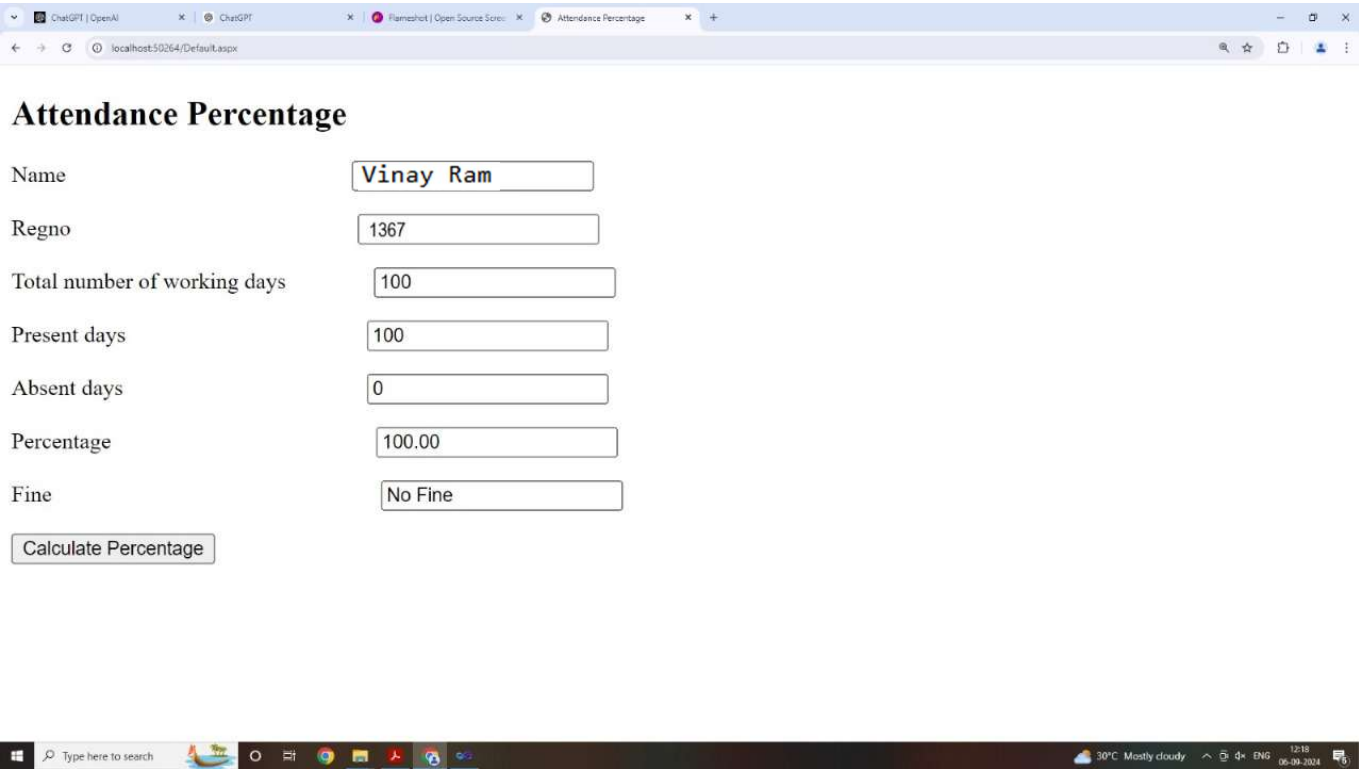 ChatGPT | OpenAI
ChatGPT
Flameshot | Open Source Scree
Attendance Percentage
localhost:50264/Default.aspx
Attendance Percentage
Name Vinay Ram
Regno 1367
Total number of working days 100
Present days 100
Absent days 0
Percentage 100.00
Fine No Fine
Calculate Percentage
Type here to search
30°C Mostly cloudy
ENG
12:18
06-09-2024